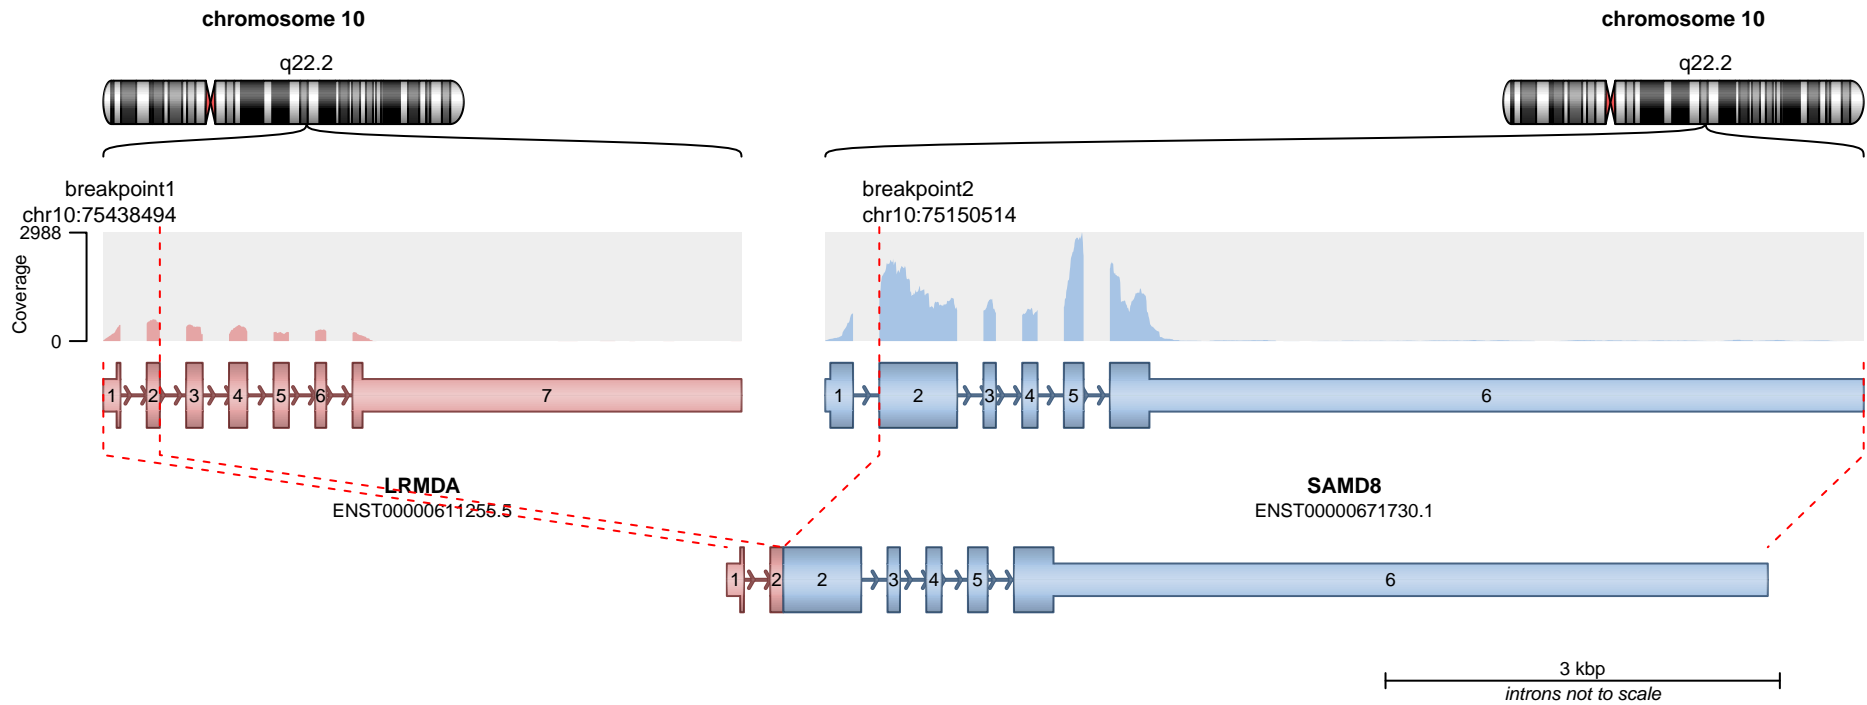 chromosome 10
chromosome 10
q22.2
q22.2
breakpoint1
chr10:75438494
breakpoint2
chr10:75150514
2988
Coverage
0
1 2 3 4 5 6 7
1 2 3 4 5 6
LRMDA
ENST00000611255.5
SAMD8
ENST00000671730.1
1 2 2 3 4 5 6
3 kbp
introns not to scale